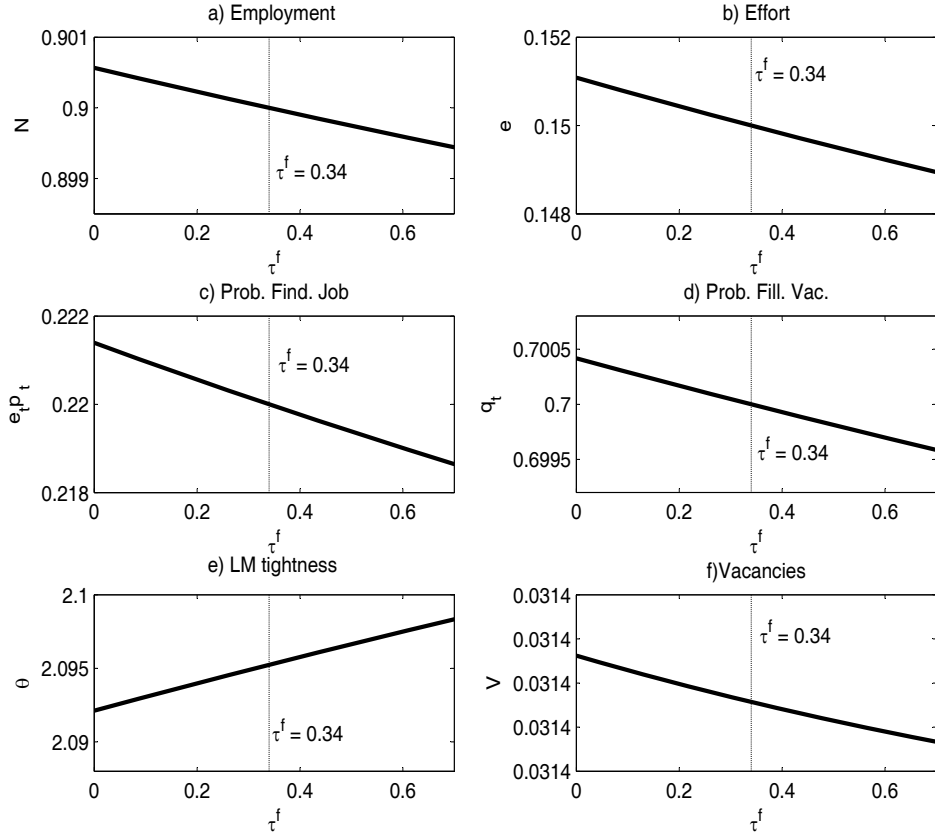 a) Employment
0.901
0.9
0.899
N
τ^f = 0.34
0 0.2 0.4 0.6
τ^f
b) Effort
0.152
0.15
0.148
e
τ^f = 0.34
0 0.2 0.4 0.6
τ^f
c) Prob. Find. Job
0.222
0.22
0.218
e_t p_t
τ^f = 0.34
0 0.2 0.4 0.6
τ^f
d) Prob. Fill. Vac.
0.7005
0.7
0.6995
q_t
τ^f = 0.34
0 0.2 0.4 0.6
τ^f
e) LM tightness
2.1
2.095
2.09
θ
τ^f = 0.34
0 0.2 0.4 0.6
τ^f
f)Vacancies
0.0314
0.0314
0.0314
0.0314
0.0314
V
τ^f = 0.34
0 0.2 0.4 0.6
τ^f